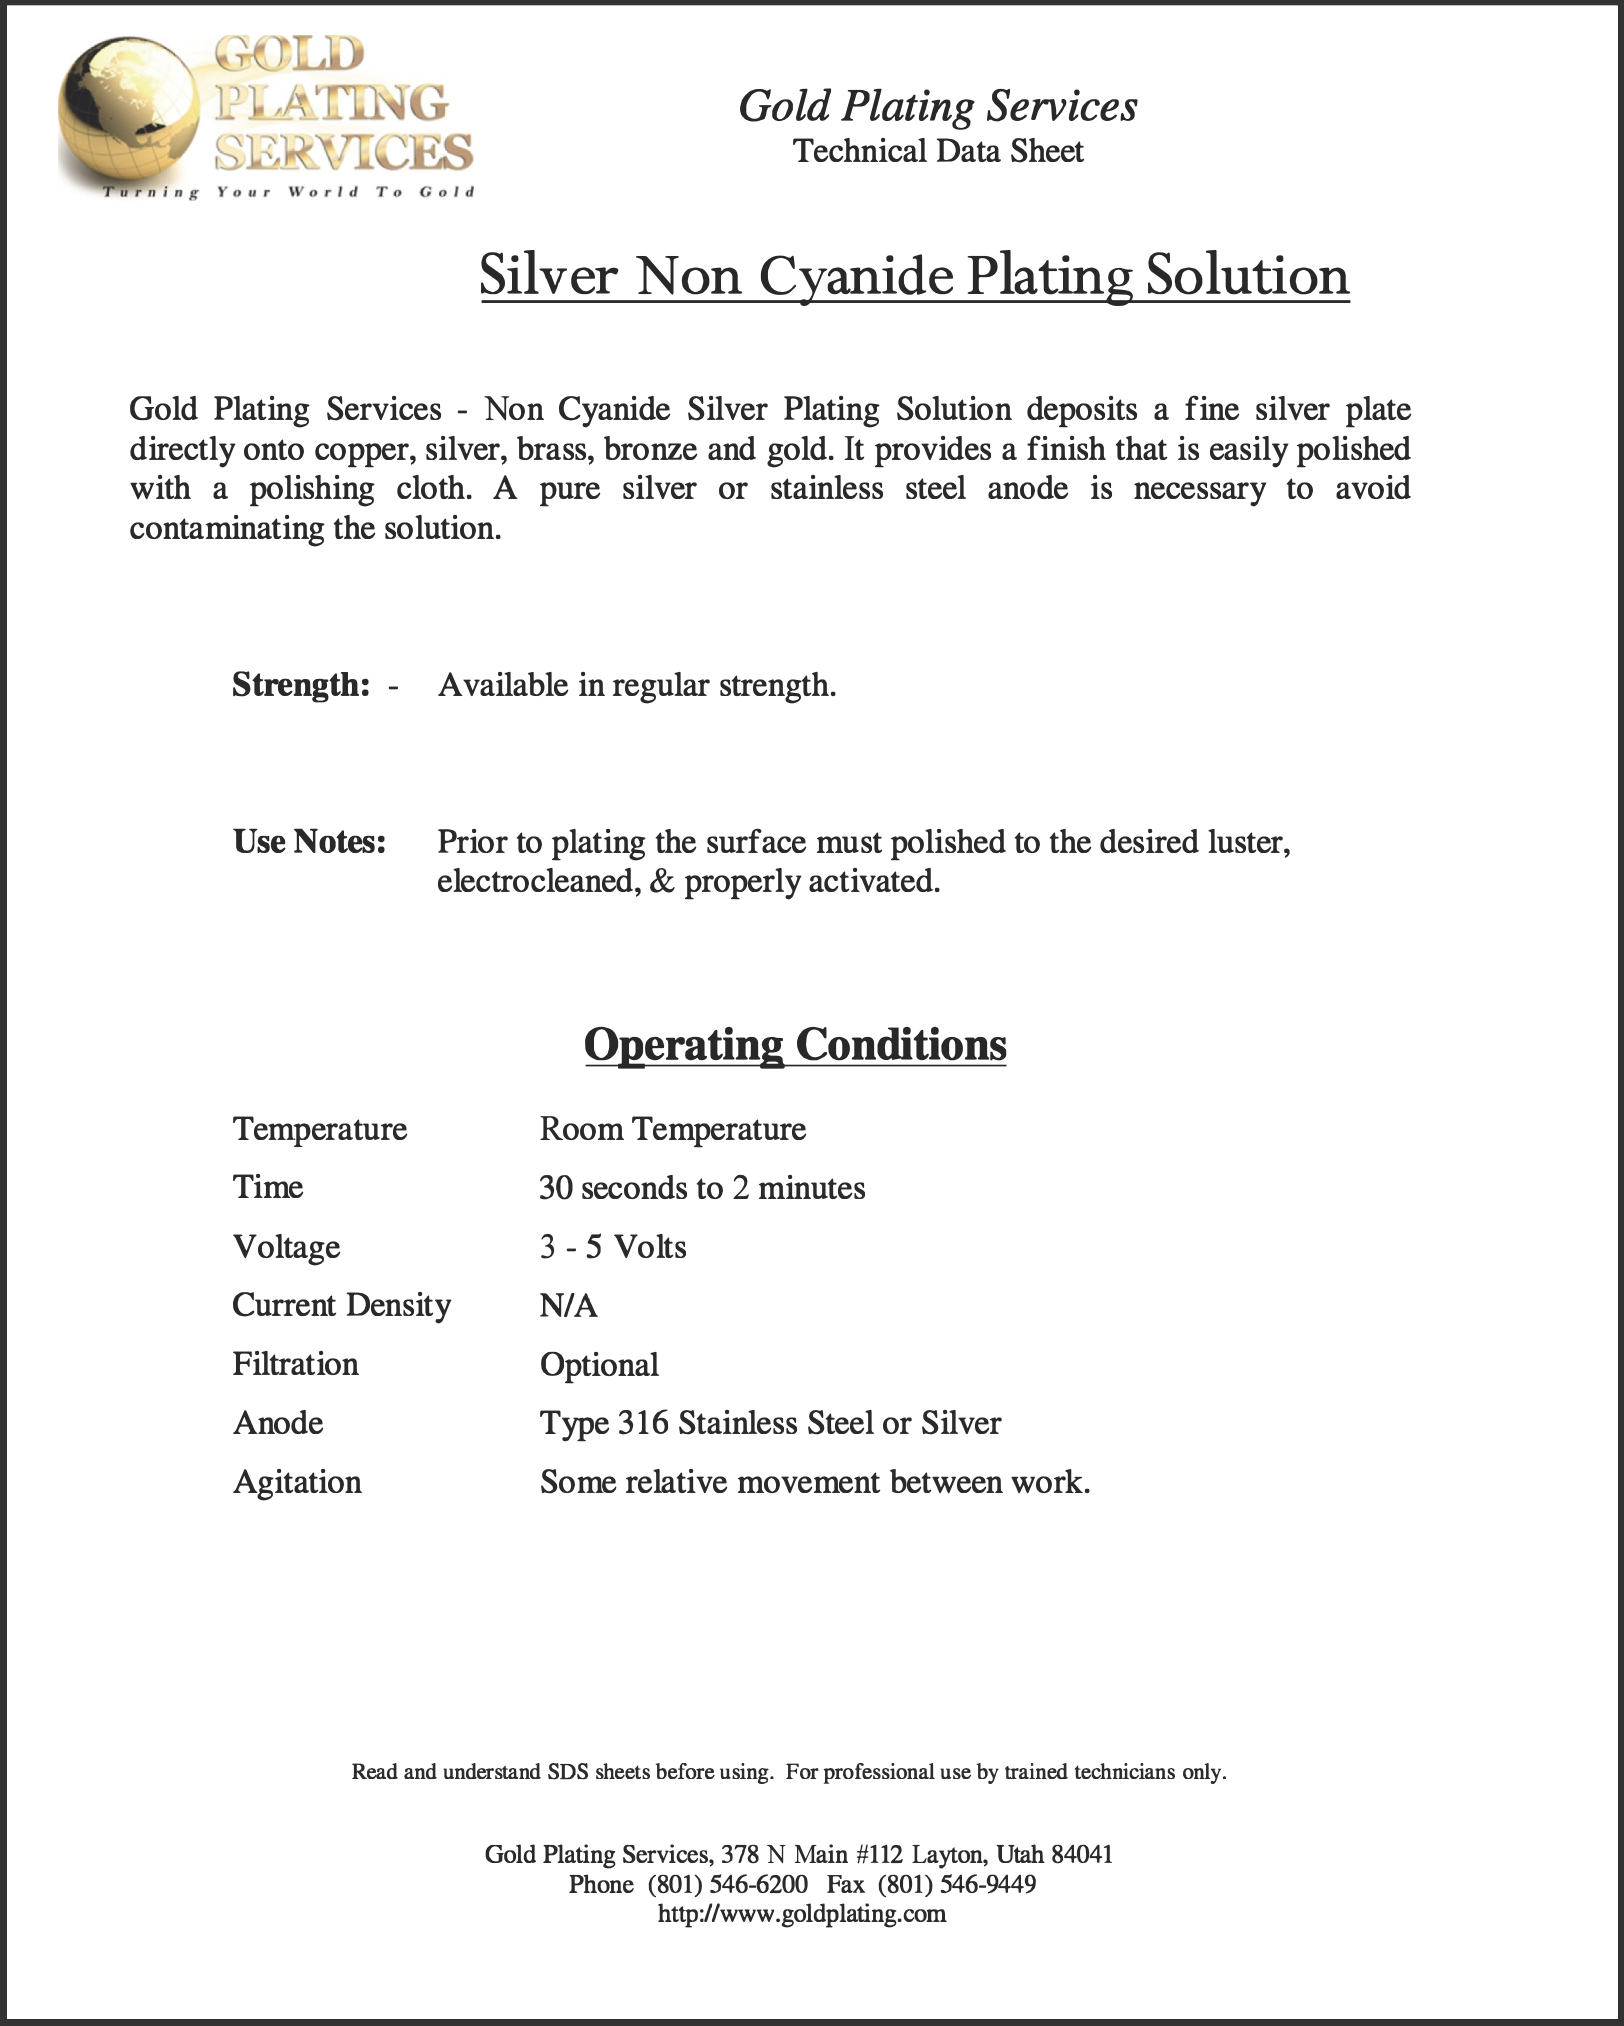 GOLD
PLATING
SERVICES
Turning Your World To Gold
Gold Plating Services
Technical Data Sheet
Silver Non Cyanide Plating Solution
Gold Plating Services - Non Cyanide Silver Plating Solution deposits a fine silver plate
directly onto copper, silver, brass, bronze and gold. It provides a finish that is easily polished
with a polishing cloth. A pure silver or stainless steel anode is necessary to avoid
contaminating the solution.
Strength: - Available in regular strength.
Use Notes: Prior to plating the surface must polished to the desired luster,
electrocleaned, & properly activated.
Operating Conditions
Temperature Room Temperature
Time 30 seconds to 2 minutes
Voltage 3 - 5 Volts
Current Density N/A
Filtration Optional
Anode Type 316 Stainless Steel or Silver
Agitation Some relative movement between work.
Read and understand SDS sheets before using. For professional use by trained technicians only.
Gold Plating Services, 378 N Main #112 Layton, Utah 84041
Phone (801) 546-6200 Fax (801) 546-9449
http://www.goldplating.com